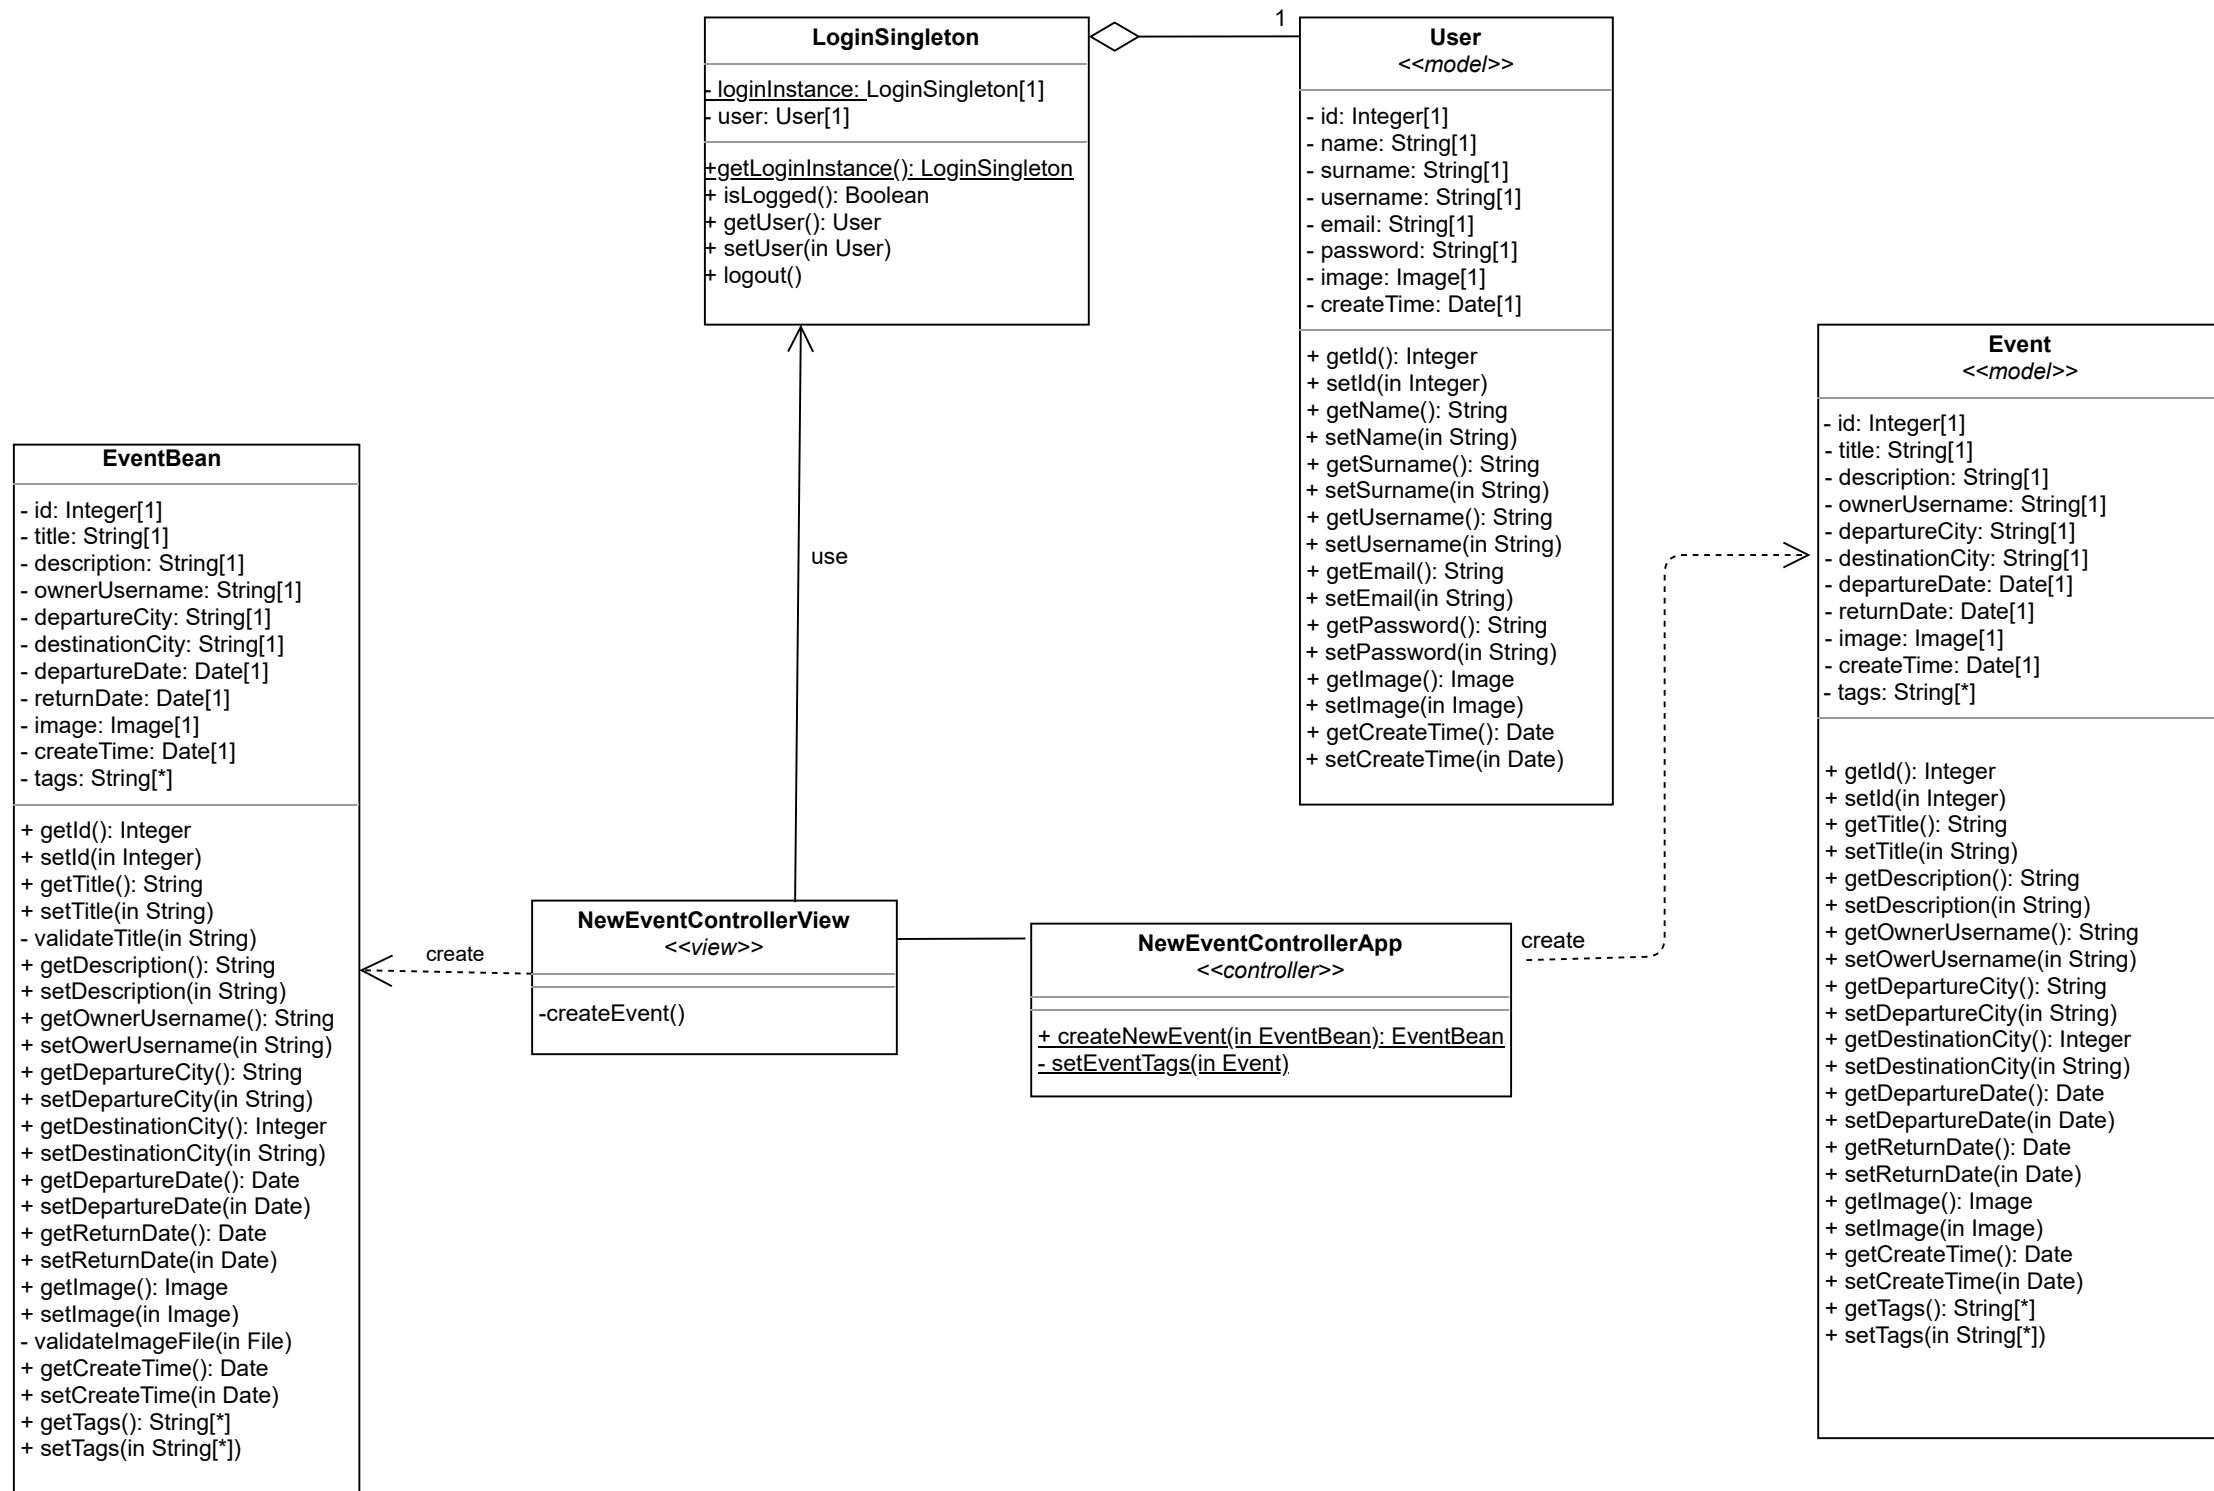 LoginSingleton
- loginInstance: LoginSingleton[1]
- user: User[1]
+getLoginInstance(): LoginSingleton
+ isLogged(): Boolean
+ getUser(): User
+ setUser(in User)
+ logout()
1
User
<<model>>
- id: Integer[1]
- name: String[1]
- surname: String[1]
- username: String[1]
- email: String[1]
- password: String[1]
- image: Image[1]
- createTime: Date[1]
+ getId(): Integer
+ setId(in Integer)
+ getName(): String
+ setName(in String)
+ getSurname(): String
+ setSurname(in String)
+ getUsername(): String
+ setUsername(in String)
+ getEmail(): String
+ setEmail(in String)
+ getPassword(): String
+ setPassword(in String)
+ getImage(): Image
+ setImage(in Image)
+ getCreateTime(): Date
+ setCreateTime(in Date)
Event
<<model>>
- id: Integer[1]
- title: String[1]
- description: String[1]
- ownerUsername: String[1]
- departureCity: String[1]
- destinationCity: String[1]
- departureDate: Date[1]
- returnDate: Date[1]
- image: Image[1]
- createTime: Date[1]
- tags: String[*]
+ getId(): Integer
+ setId(in Integer)
+ getTitle(): String
+ setTitle(in String)
+ getDescription(): String
+ setDescription(in String)
+ getOwnerUsername(): String
+ setOwerUsername(in String)
+ getDepartureCity(): String
+ setDepartureCity(in String)
+ getDestinationCity(): Integer
+ setDestinationCity(in String)
+ getDepartureDate(): Date
+ setDepartureDate(in Date)
+ getReturnDate(): Date
+ setReturnDate(in Date)
+ getImage(): Image
+ setImage(in Image)
+ getCreateTime(): Date
+ setCreateTime(in Date)
+ getTags(): String[*]
+ setTags(in String[*])
EventBean
- id: Integer[1]
- title: String[1]
- description: String[1]
- ownerUsername: String[1]
- departureCity: String[1]
- destinationCity: String[1]
- departureDate: Date[1]
- returnDate: Date[1]
- image: Image[1]
- createTime: Date[1]
- tags: String[*]
+ getId(): Integer
+ setId(in Integer)
+ getTitle(): String
+ setTitle(in String)
- validateTitle(in String)
+ getDescription(): String
+ setDescription(in String)
+ getOwnerUsername(): String
+ setOwerUsername(in String)
+ getDepartureCity(): String
+ setDepartureCity(in String)
+ getDestinationCity(): Integer
+ setDestinationCity(in String)
+ getDepartureDate(): Date
+ setDepartureDate(in Date)
+ getReturnDate(): Date
+ setReturnDate(in Date)
+ getImage(): Image
+ setImage(in Image)
- validateImageFile(in File)
+ getCreateTime(): Date
+ setCreateTime(in Date)
+ getTags(): String[*]
+ setTags(in String[*])
use
create
NewEventControllerView
<<view>>
-createEvent()
NewEventControllerApp
<<controller>>
+ createNewEvent(in EventBean): EventBean
- setEventTags(in Event)
create